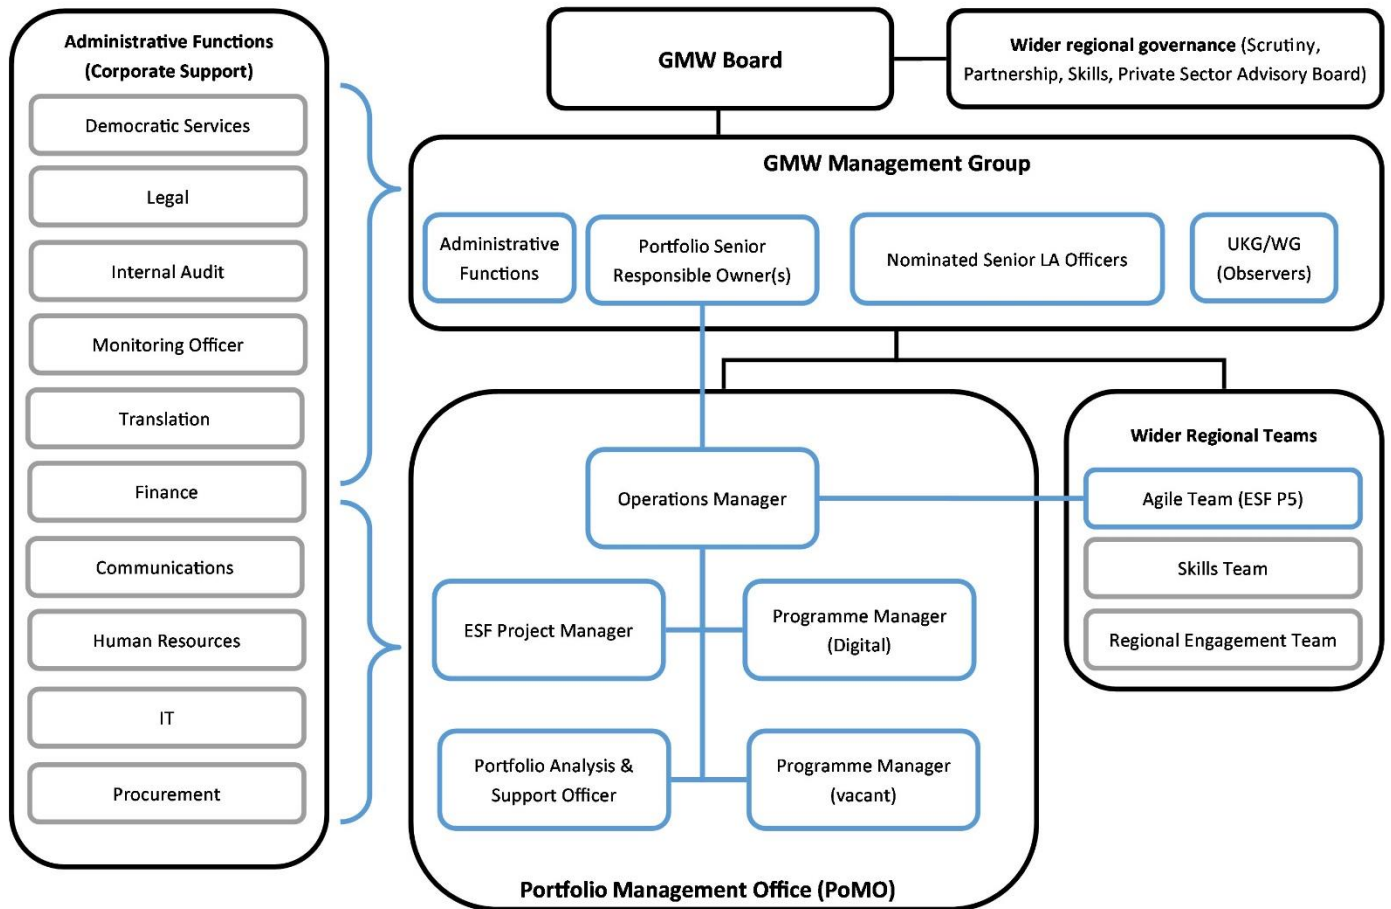 Administrative Functions
(Corporate Support)
Democratic Services
Legal
Internal Audit
Monitoring Officer
Translation
Finance
Communications
Human Resources
IT
Procurement
GMW Board
Wider regional governance (Scrutiny,
Partnership, Skills, Private Sector Advisory Board)
GMW Management Group
Administrative
Functions
Portfolio Senior
Responsible Owner(s)
Nominated Senior LA Officers
UKG/WG
(Observers)
Operations Manager
ESF Project Manager
Programme Manager
(Digital)
Portfolio Analysis &
Support Officer
Programme Manager
(vacant)
Portfolio Management Office (PoMO)
Wider Regional Teams
Agile Team (ESF P5)
Skills Team
Regional Engagement Team